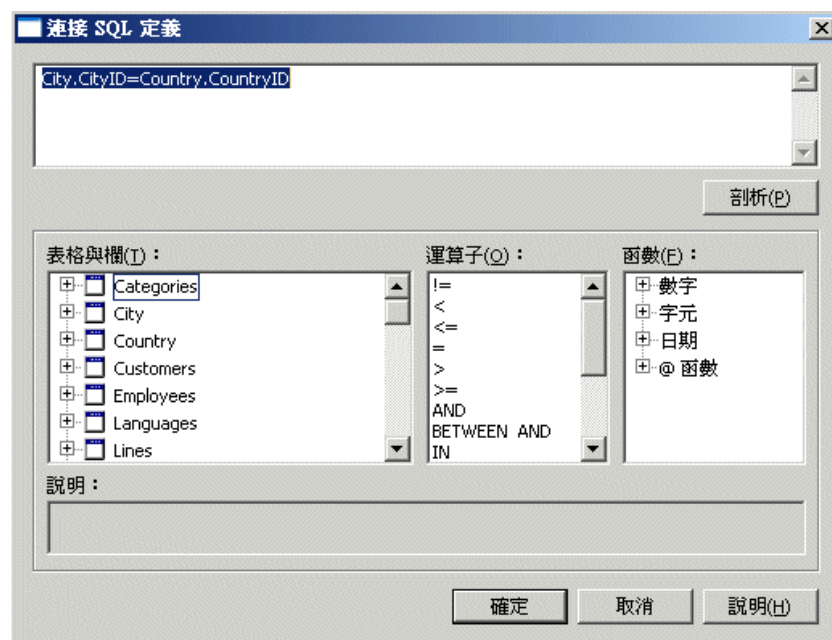 連接 SQL 定義
City.CityID=Country.CountryID
剖析(P)
表格與欄(T)：
Categories
City
Country
Customers
Employees
Languages
Lines
運算子(O)：
!=
<
<=
=
>
>=
AND
BETWEEN AND
IN
函數(F)：
數字
字元
日期
@ 函數
說明：
確定
取消
說明(H)